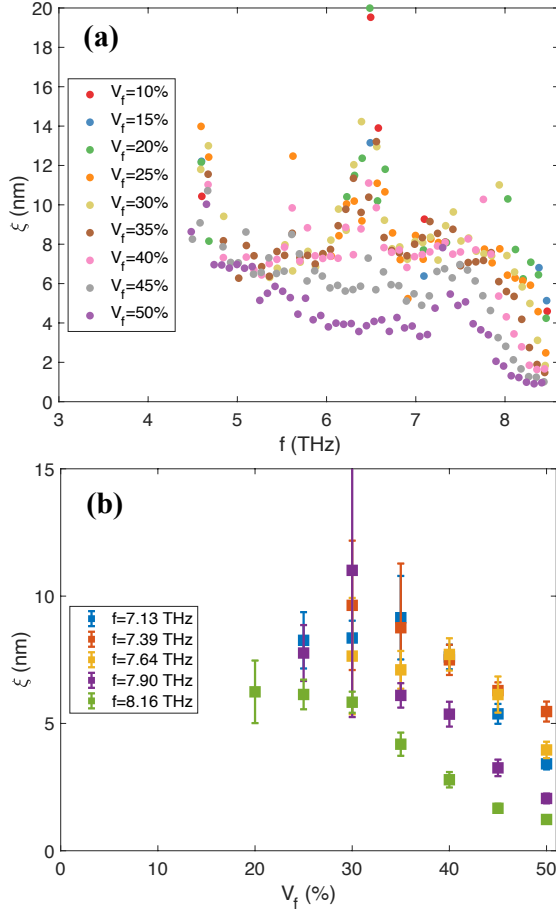 (a)
20
18
16
14
12
10
8
6
4
2
0
ξ (nm)
V_f=10%
V_f=15%
V_f=20%
V_f=25%
V_f=30%
V_f=35%
V_f=40%
V_f=45%
V_f=50%
3 4 5 6 7 8
f (THz)
(b)
15
10
5
0
ξ (nm)
f=7.13 THz
f=7.39 THz
f=7.64 THz
f=7.90 THz
f=8.16 THz
0 10 20 30 40 50
V_f (%)